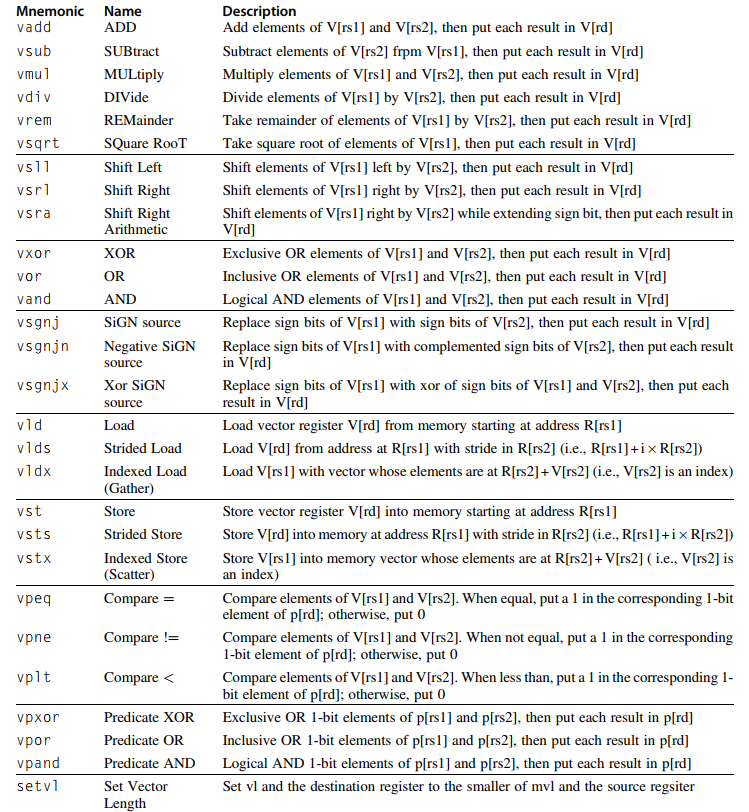 Mnemonic Name Description
vadd ADD Add elements of V[rs1] and V[rs2], then put each result in V[rd]
vsub SUBtract Subtract elements of V[rs2] frpm V[rs1], then put each result in V[rd]
vmul MULtiply Multiply elements of V[rs1] and V[rs2], then put each result in V[rd]
vdiv DIVide Divide elements of V[rs1] by V[rs2], then put each result in V[rd]
vrem REMainder Take remainder of elements of V[rs1] by V[rs2], then put each result in V[rd]
vsqrt SQuare RooT Take square root of elements of V[rs1], then put each result in V[rd]
vsll Shift Left Shift elements of V[rs1] left by V[rs2], then put each result in V[rd]
vsrl Shift Right Shift elements of V[rs1] right by V[rs2], then put each result in V[rd]
vsra Shift Right Shift elements of V[rs1] right by V[rs2] while extending sign bit, then put each result in
Arithmetic V[rd]
vxor XOR Exclusive OR elements of V[rs1] and V[rs2], then put each result in V[rd]
vor OR Inclusive OR elements of V[rs1] and V[rs2], then put each result in V[rd]
vand AND Logical AND elements of V[rs1] and V[rs2], then put each result in V[rd]
vsgnj SiGN source Replace sign bits of V[rs1] with sign bits of V[rs2], then put each result in V[rd]
vsgnjn Negative SiGN Replace sign bits of V[rs1] with complemented sign bits of V[rs2], then put each result
source in V[rd]
vsgnjx Xor SiGN Replace sign bits of V[rs1] with xor of sign bits of V[rs1] and V[rs2], then put each
source result in V[rd]
vld Load Load vector register V[rd] from memory starting at address R[rs1]
vlds Strided Load Load V[rd] from address at R[rs1] with stride in R[rs2] (i.e., R[rs1]+i×R[rs2])
vldx Indexed Load Load V[rs1] with vector whose elements are at R[rs2]+V[rs2] (i.e., V[rs2] is an index)
(Gather)
vst Store Store vector register V[rd] into memory starting at address R[rs1]
vsts Strided Store Store V[rd] into memory at address R[rs1] with stride in R[rs2] (i.e., R[rs1]+i×R[rs2])
vstx Indexed Store Store V[rs1] into memory vector whose elements are at R[rs2]+V[rs2] ( i.e., V[rs2] is
(Scatter) an index)
vpeq Compare = Compare elements of V[rs1] and V[rs2]. When equal, put a 1 in the corresponding 1-bit
element of p[rd]; otherwise, put 0
vpne Compare != Compare elements of V[rs1] and V[rs2]. When not equal, put a 1 in the corresponding
1-bit element of p[rd]; otherwise, put 0
vplt Compare < Compare elements of V[rs1] and V[rs2]. When less than, put a 1 in the corresponding 1-
bit element of p[rd]; otherwise, put 0
vpxor Predicate XOR Exclusive OR 1-bit elements of p[rs1] and p[rs2], then put each result in p[rd]
vpor Predicate OR Inclusive OR 1-bit elements of p[rs1] and p[rs2], then put each result in p[rd]
vpand Predicate AND Logical AND 1-bit elements of p[rs1] and p[rs2], then put each result in p[rd]
setvl Set Vector Set vl and the destination register to the smaller of mvl and the source regsiter
Length